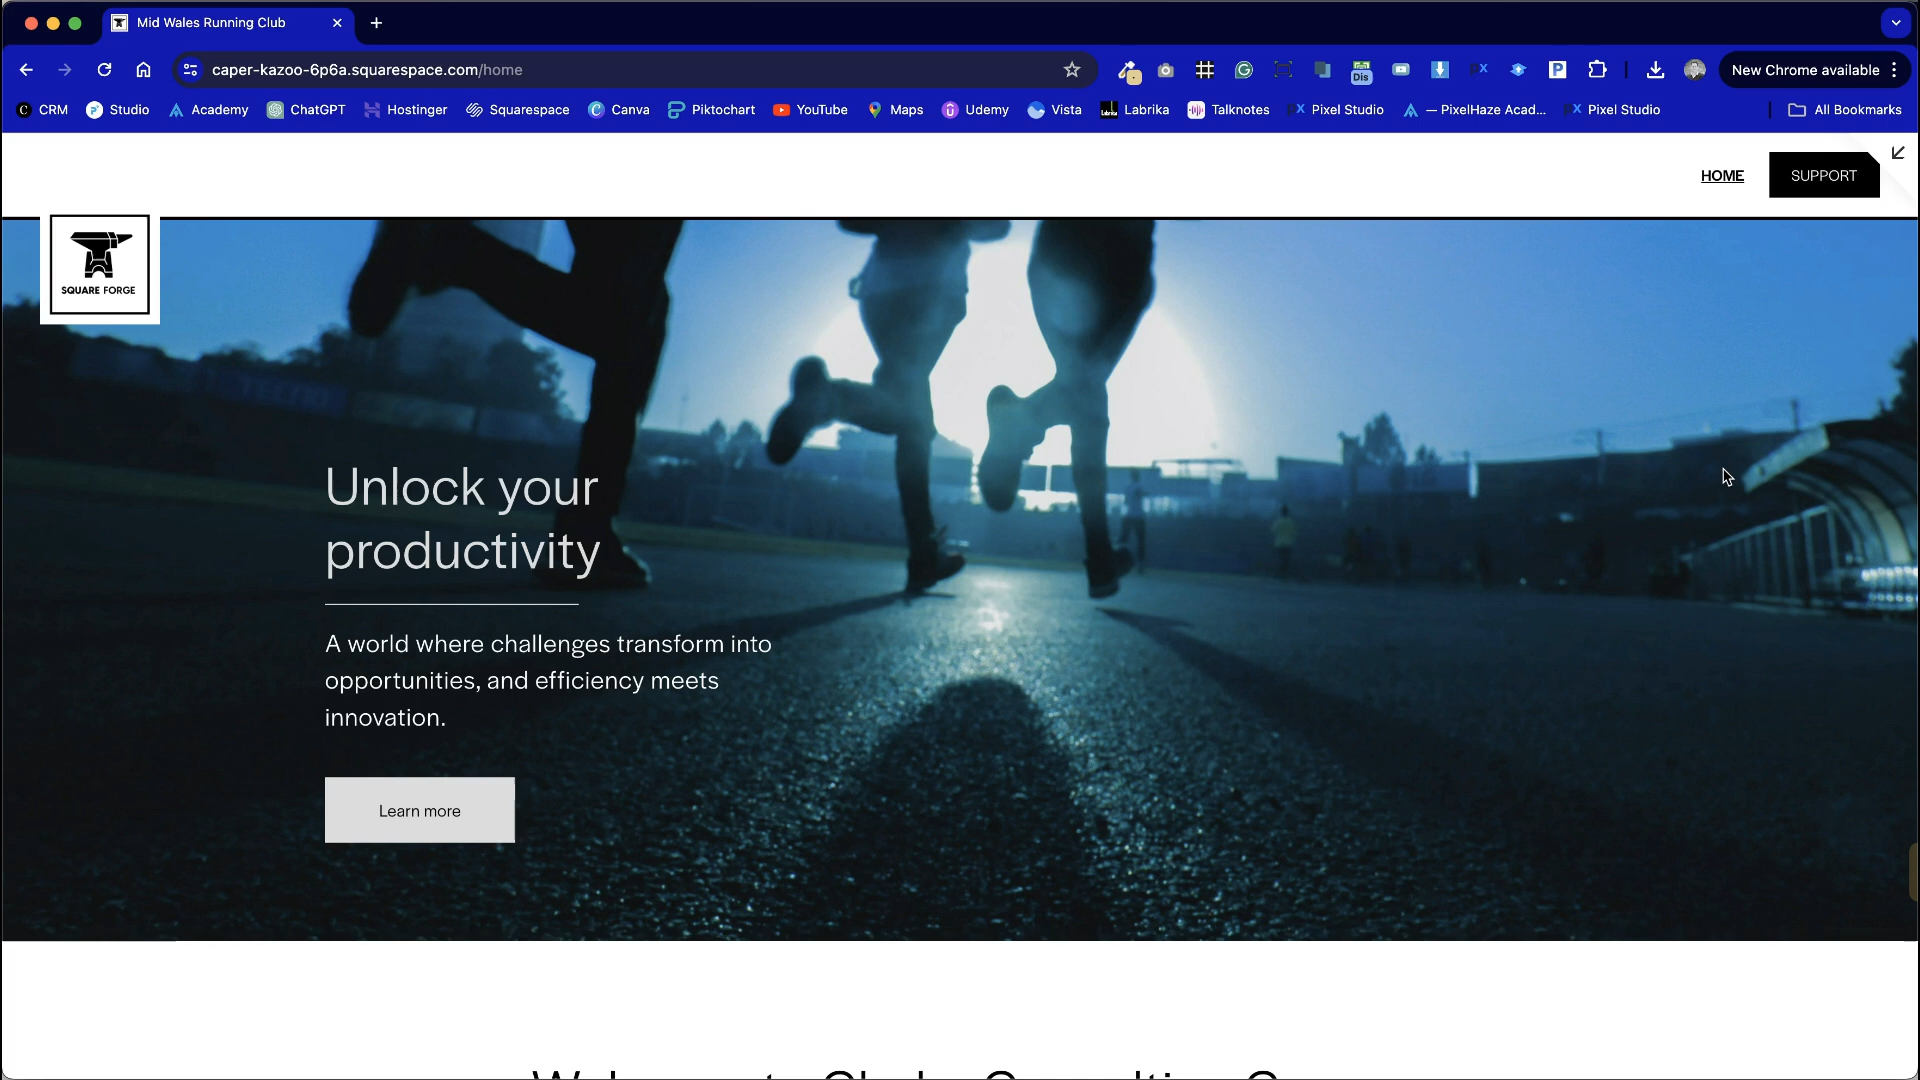 Mid Wales Running Club
caper-kazoo-6p6a.squarespace.com/home
Dis
New Chrome available
CRM
Studio
Academy
ChatGPT
Hostinger
Squarespace
Canva
Piktochart
YouTube
Maps
Udemy
Vista
Labrika
Talknotes
Pixel Studio
— PixelHaze Acad...
Pixel Studio
All Bookmarks
HOME
SUPPORT
SQUARE FORGE
Unlock your
productivity
A world where challenges transform into
opportunities, and efficiency meets
innovation.
Learn more